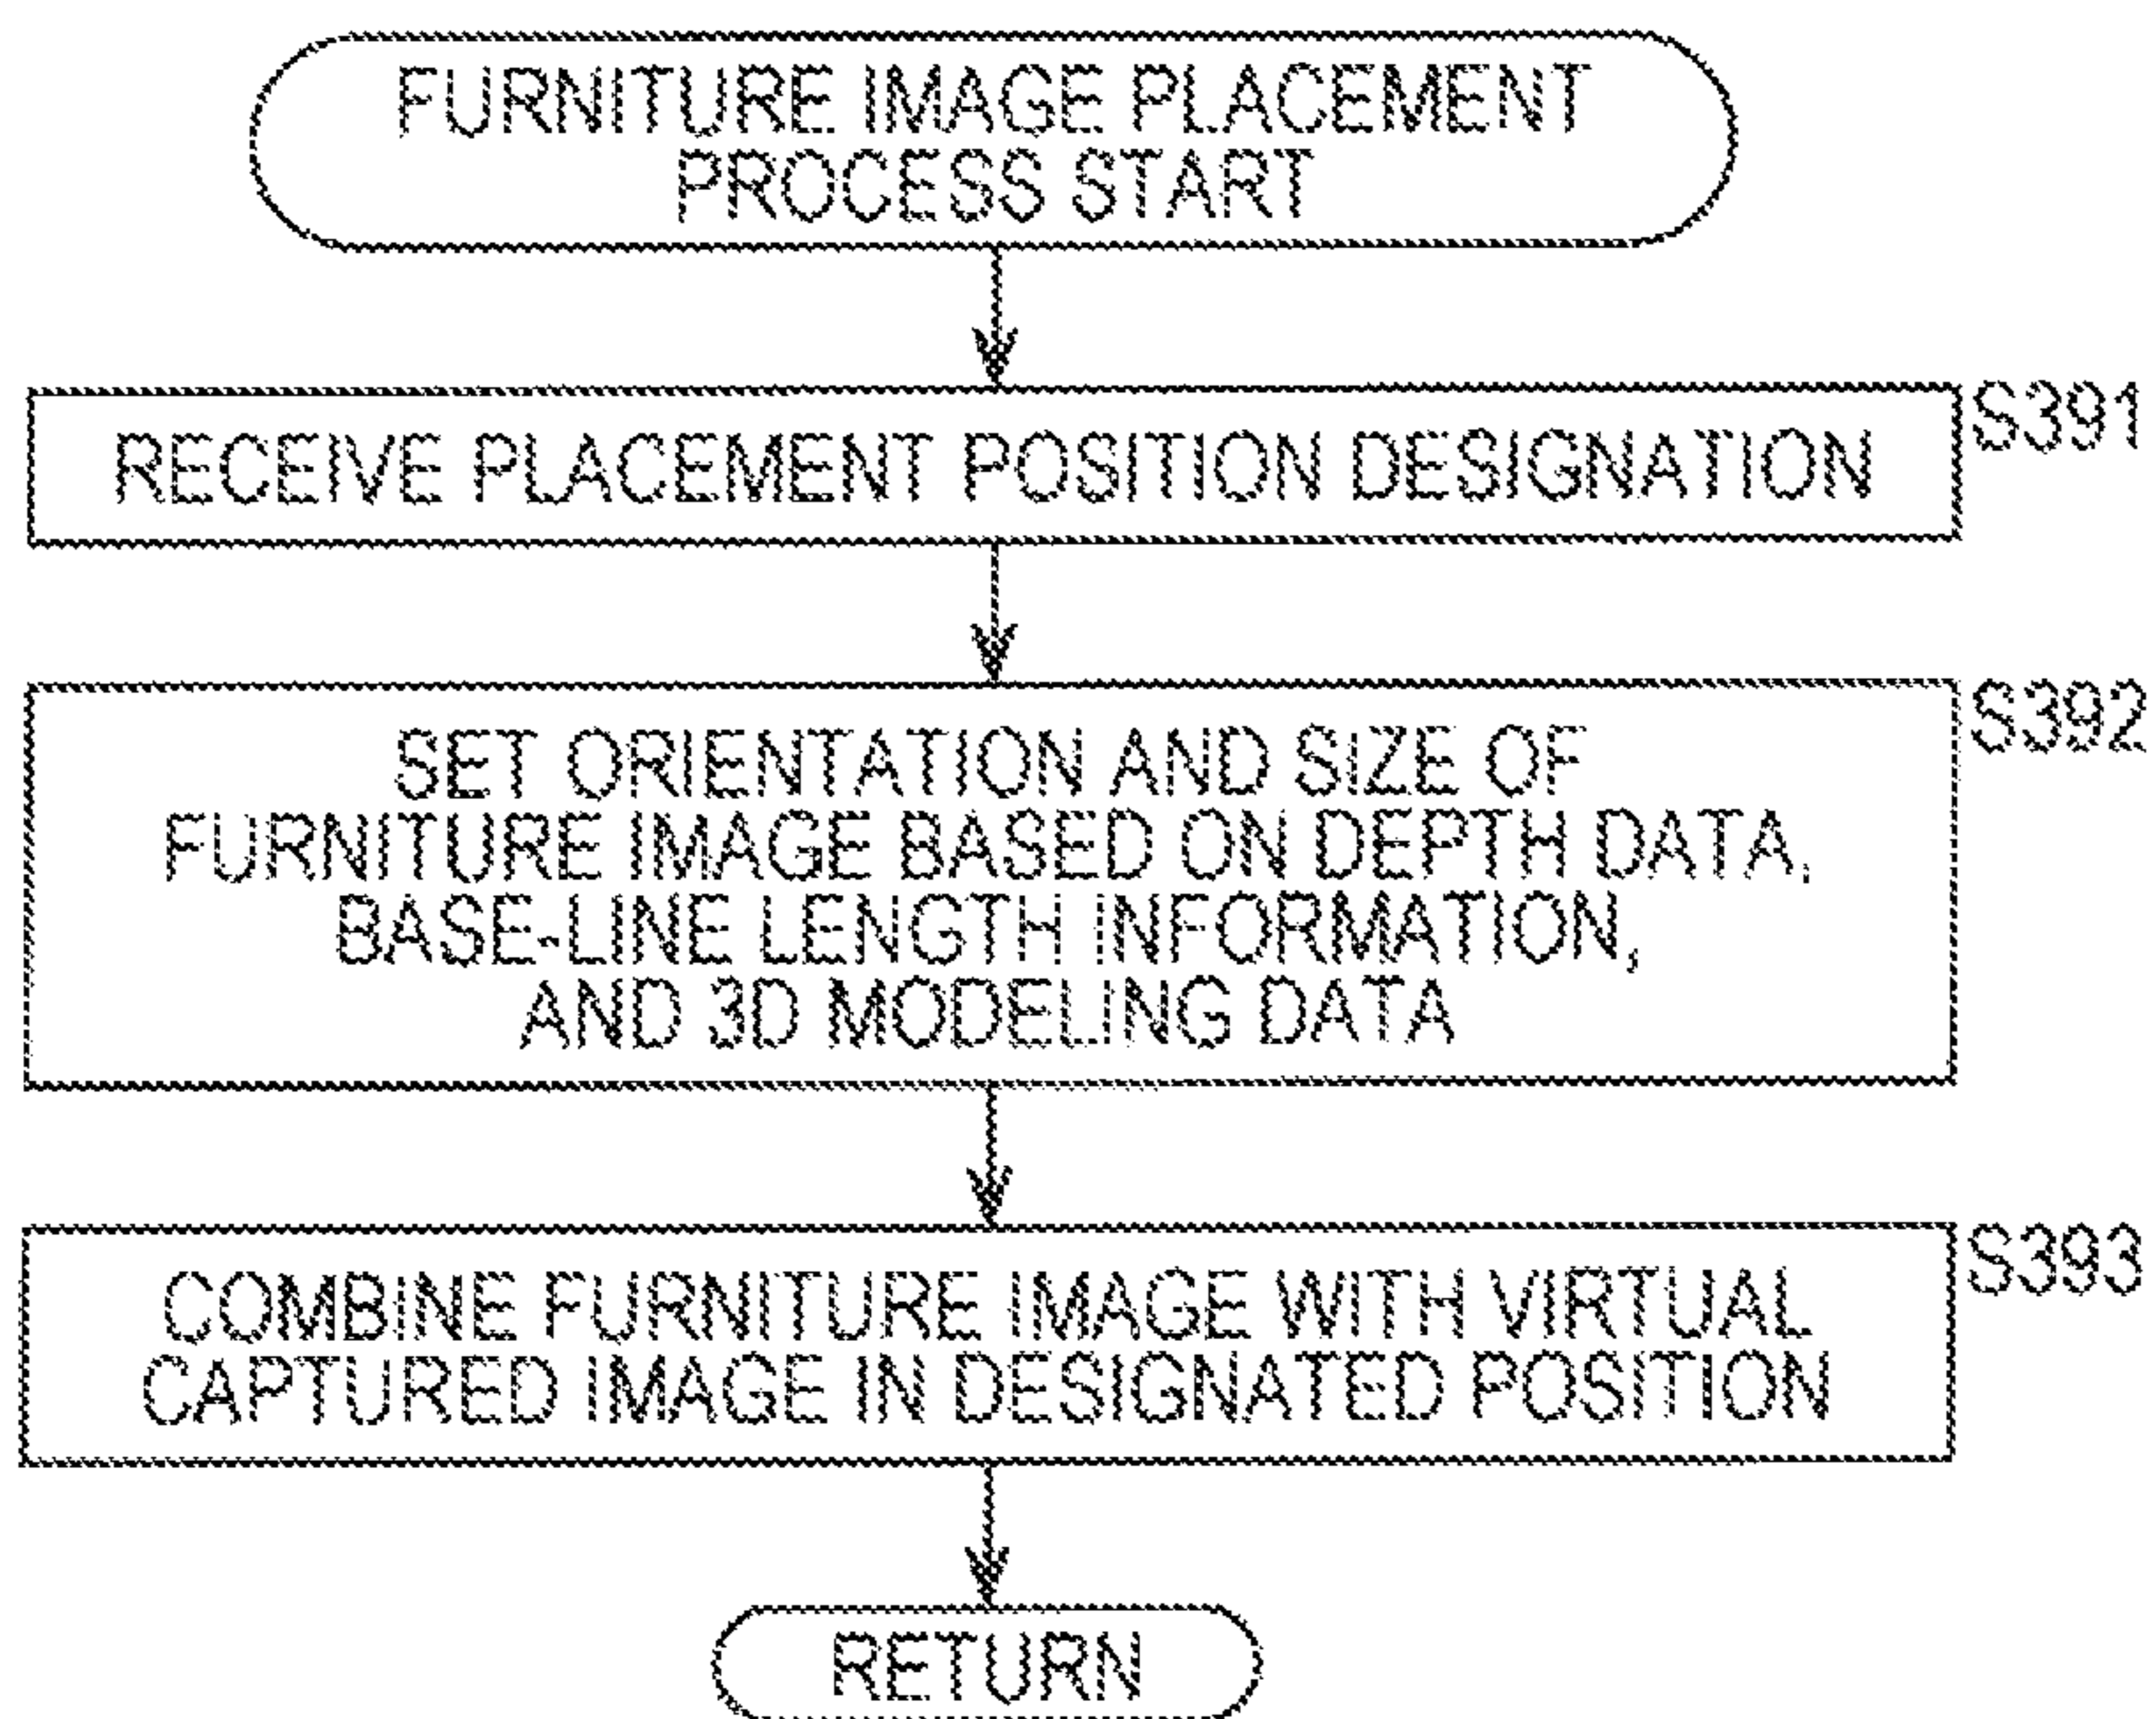 FURNITURE IMAGE PLACEMENT
PROCESS START
RECEIVE PLACEMENT POSITION DESIGNATION
S391
SET ORIENTATION AND SIZE OF
FURNITURE IMAGE BASED ON DEPTH DATA,
BASE-LINE LENGTH INFORMATION,
AND 3D MODELING DATA
S392
COMBINE FURNITURE IMAGE WITH VIRTUAL
CAPTURED IMAGE IN DESIGNATED POSITION
S393
RETURN